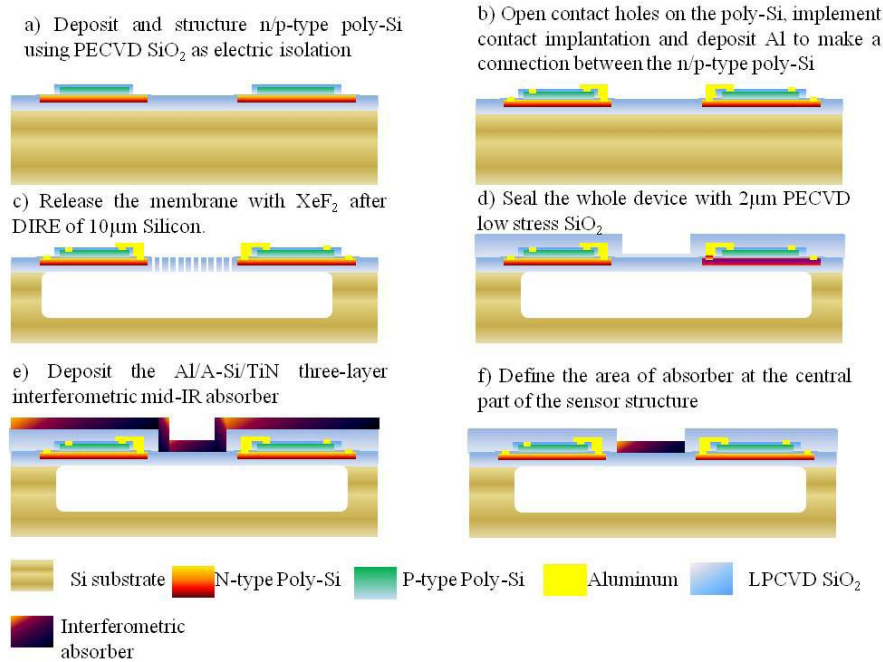 a) Deposit and structure n/p-type poly-Si
using PECVD SiO₂ as electric isolation
b) Open contact holes on the poly-Si, implement
contact implantation and deposit Al to make a
connection between the n/p-type poly-Si
c) Release the membrane with XeF₂ after
DIRE of 10μm Silicon.
d) Seal the whole device with 2μm PECVD
low stress SiO₂
e) Deposit the Al/A-Si/TiN three-layer
interferometric mid-IR absorber
f) Define the area of absorber at the central
part of the sensor structure
Si substrate
N-type Poly-Si
P-type Poly-Si
Aluminum
LPCVD SiO₂
Interferometric
absorber